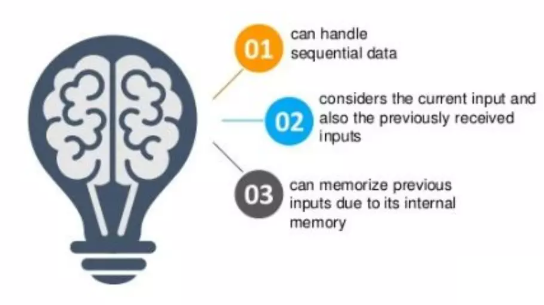 01
can handle
sequential data
02
considers the current input and
also the previously received
inputs
03
can memorize previous
inputs due to its internal
memory